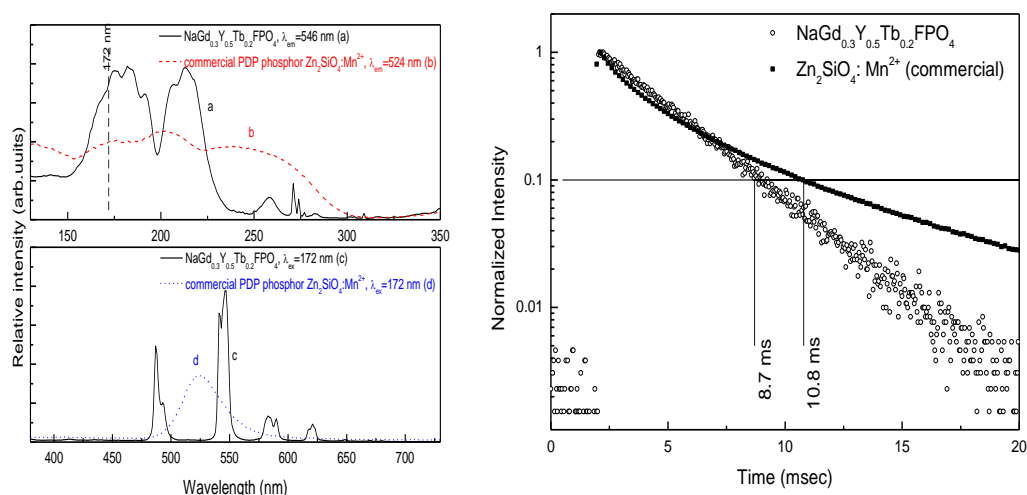 NaGd0.3Y0.5Tb0.2FPO4, λem=546 nm (a)
commercial PDP phosphor Zn2SiO4:Mn2+, λem=524 nm (b)
172 nm
a
b
150 200 250 300 350
NaGd0.3Y0.5Tb0.2FPO4, λex=172 nm (c)
commercial PDP phosphor Zn2SiO4:Mn2+, λex=172 nm (d)
d
c
400 450 500 550 600 650 700
Wavelength (nm)
Relative intensity (arb.uuits)
NaGd0.3Y0.5Tb0.2FPO4
Zn2SiO4: Mn2+ (commercial)
1
0.1
0.01
Normalized Intensity
8.7 ms
10.8 ms
0 5 10 15 20
Time (msec)